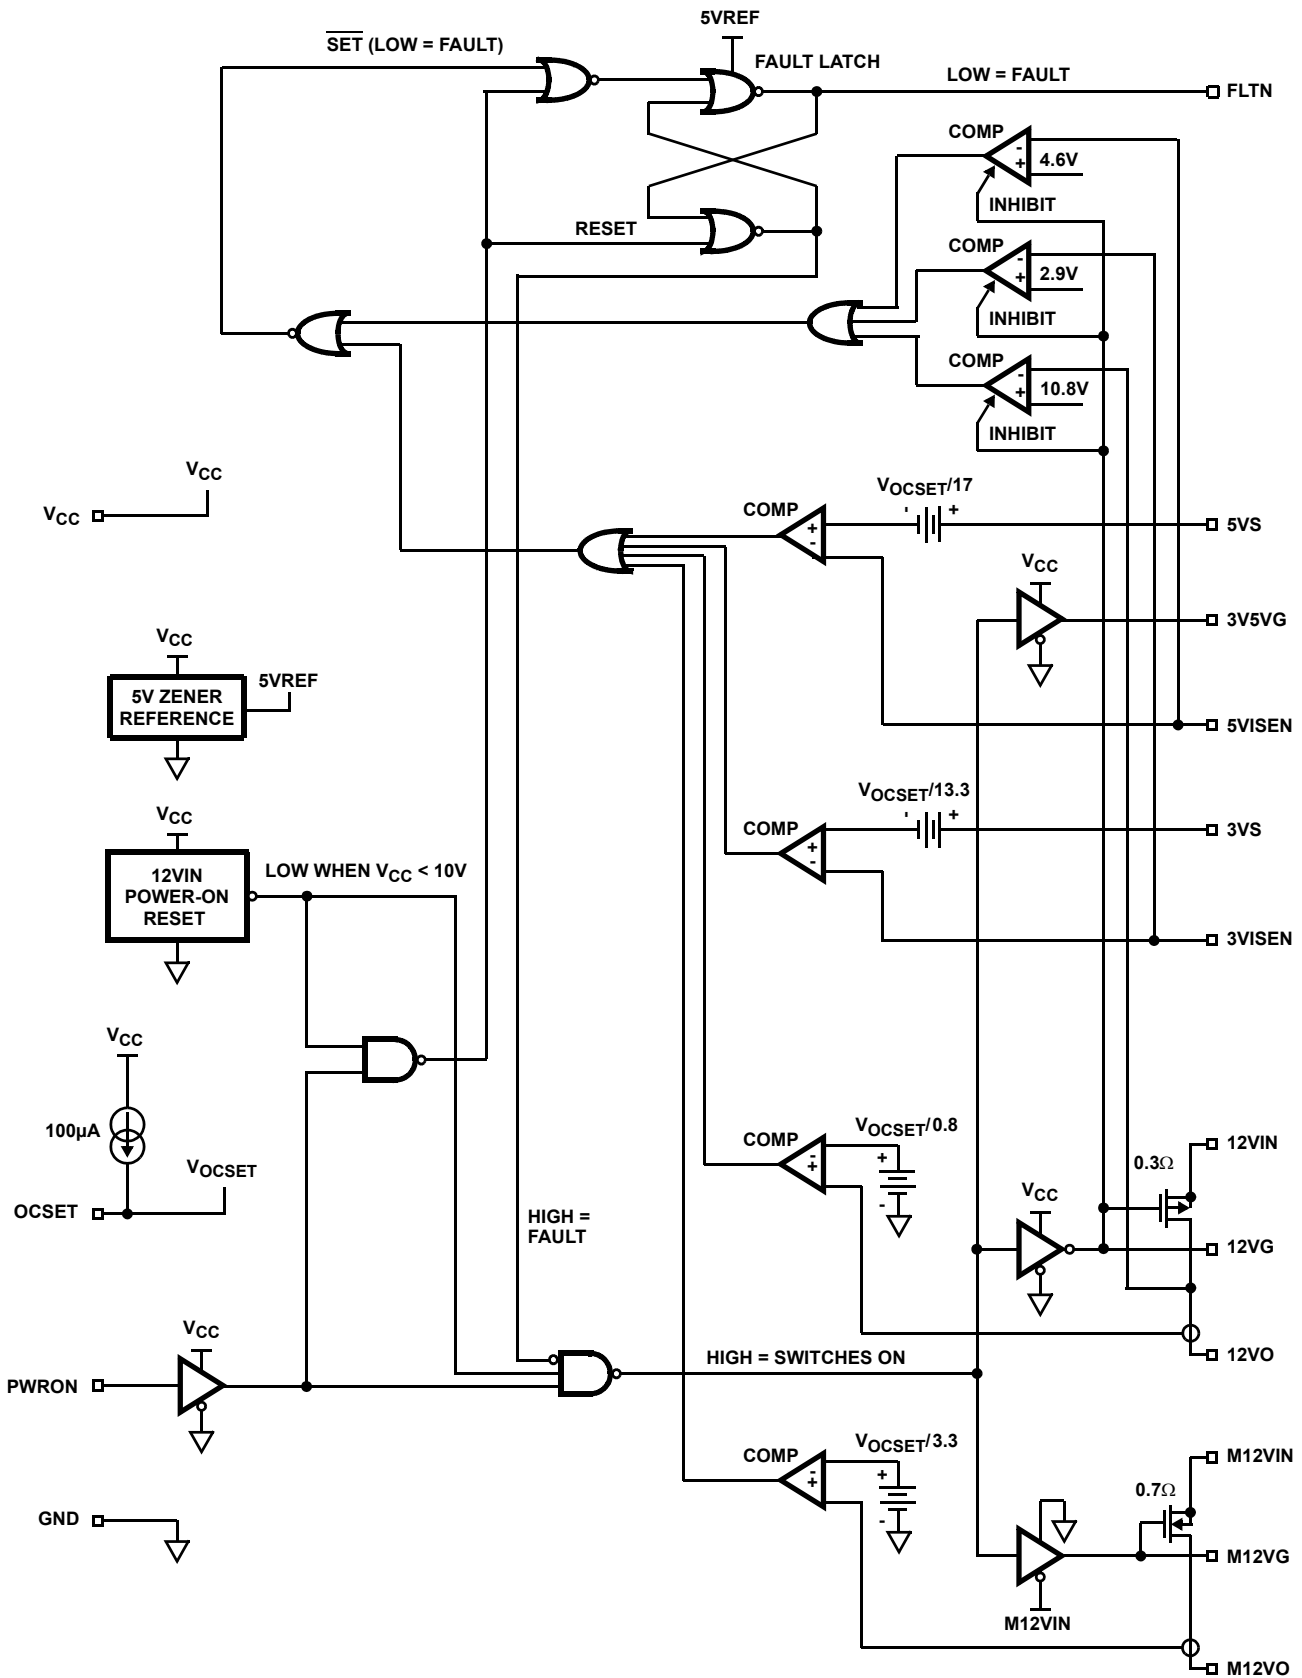 5VREF
SET (LOW = FAULT)
FAULT LATCH
LOW = FAULT
FLTN
COMP
-
+
4.6V
INHIBIT
RESET
COMP
-
+
2.9V
INHIBIT
COMP
-
+
10.8V
INHIBIT
VCC
VCC
VOCSET/17
- +
COMP
+
-
5VS
VCC
3V5VG
VCC
5V ZENER
REFERENCE
5VREF
5VISEN
VOCSET/13.3
- +
COMP
+
-
3VS
VCC
12VIN
POWER-ON
RESET
LOW WHEN VCC < 10V
3VISEN
VCC
100µA
VOCSET
OCSET
COMP
-
+
VOCSET/0.8
+
-
0.3Ω
12VIN
HIGH =
FAULT
VCC
12VG
VCC
PWRON
HIGH = SWITCHES ON
12VO
COMP
-
+
VOCSET/3.3
+
-
0.7Ω
M12VIN
GND
M12VG
M12VIN
M12VO